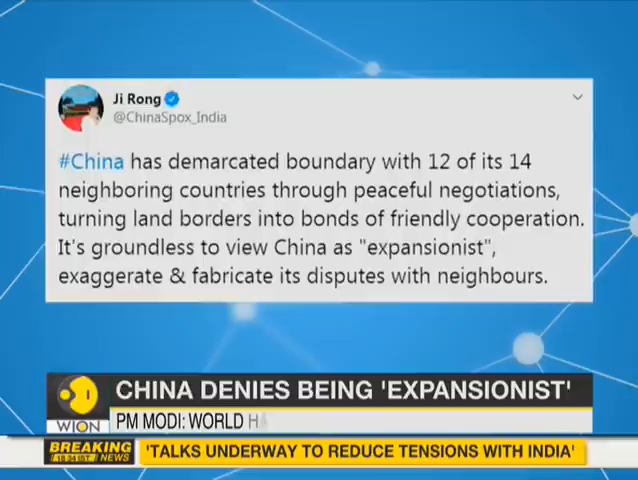 Ji Rong
@ChinaSpox_India
#China has demarcated boundary with 12 of its 14
neighboring countries through peaceful negotiations,
turning land borders into bonds of friendly cooperation.
It's groundless to view China as "expansionist",
exaggerate & fabricate its disputes with neighbours.
CHINA DENIES BEING 'EXPANSIONIST'
WION
PM MODI: WORLD HA
BREAKING
NEWS
'TALKS UNDERWAY TO REDUCE TENSIONS WITH INDIA'